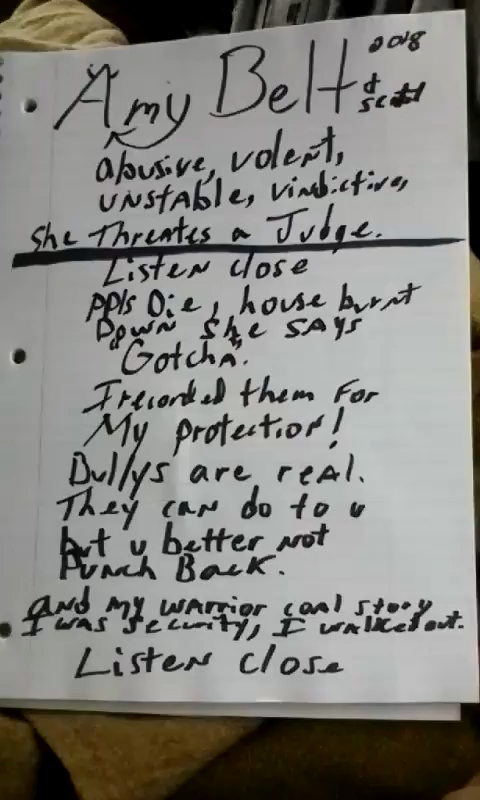 2018
Amy Belt
& Scott
abusive, volent,
UNSTABLE, vindictive,
She Threates a Judge.
Listen close
ppls Die, house burnt
Down she says
"Gotcha".
I recorded them for
My protection!
Bullys are real.
They can do to u
but u better not
Punch Back.
and my warrior coal story
I was security, I walked out.
Listen close